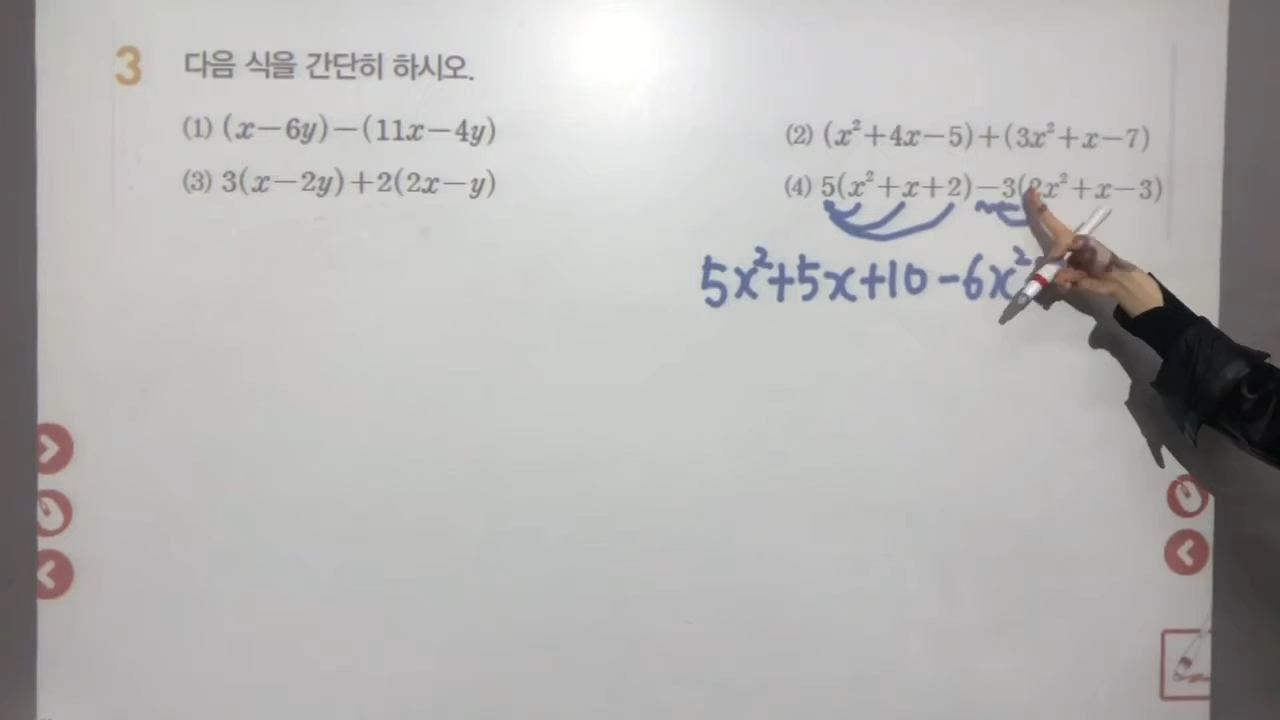 3 다음 식을 간단히 하시오.
(1) (x−6y)−(11x−4y)
(2) (x²+4x−5)+(3x²+x−7)
(3) 3(x−2y)+2(2x−y)
(4) 5(x²+x+2)−3(2x²+x−3)
5x²+5x+10−6x²